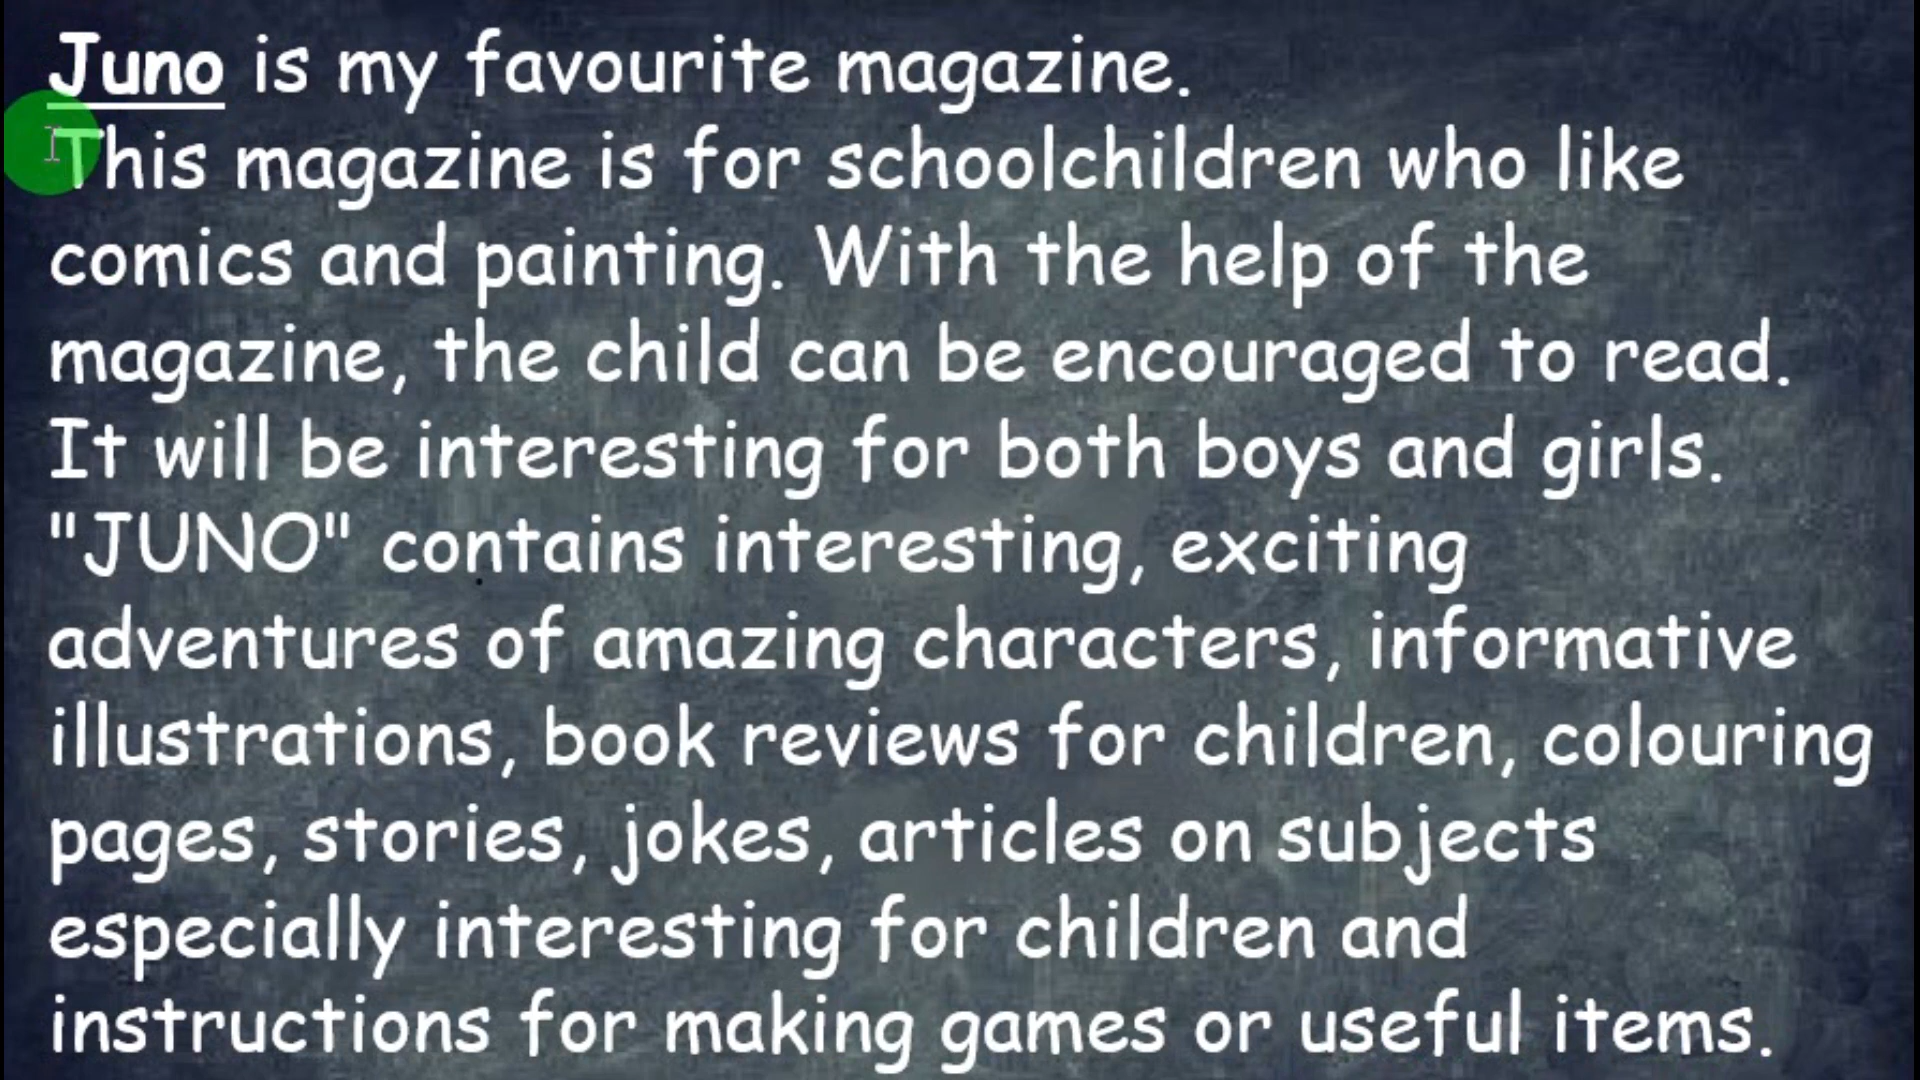 Juno is my favourite magazine.
This magazine is for schoolchildren who like
comics and painting. With the help of the
magazine, the child can be encouraged to read.
It will be interesting for both boys and girls.
"JUNO" contains interesting, exciting
adventures of amazing characters, informative
illustrations, book reviews for children, colouring
pages, stories, jokes, articles on subjects
especially interesting for children and
instructions for making games or useful items.